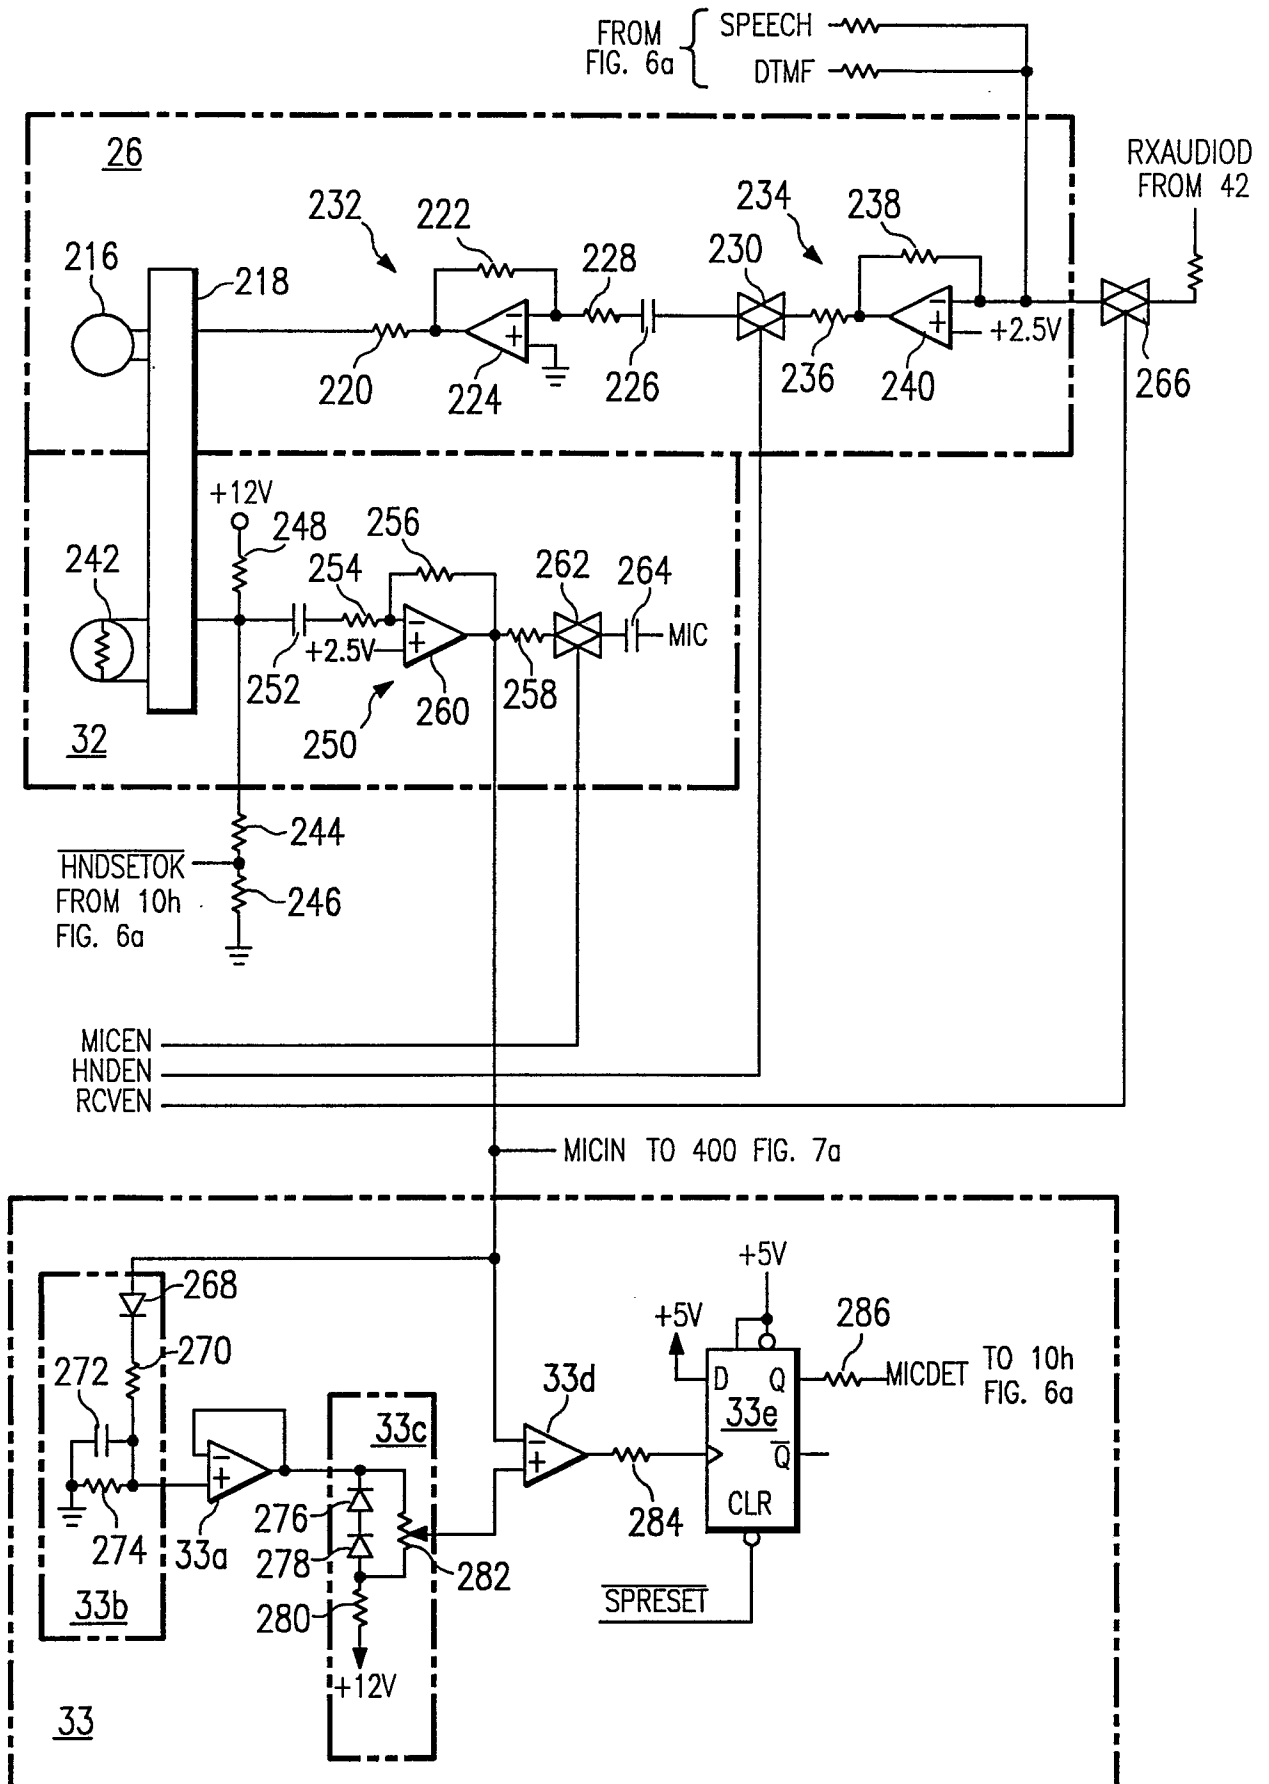 FROM
FIG. 6a
SPEECH
DTMF
26
RXAUDIOD
FROM 42
232
222
228
230
234
238
216
218
+2.5V
220
224
226
236
240
266
+12V
248
256
242
254
262
264
+2.5V
MIC
252
260
258
250
32
244
HNDSETOK
FROM 10h
FIG. 6a
246
MICEN
HNDEN
RCVEN
MICIN TO 400 FIG. 7a
+5V
268
+5V
286
270
272
33d
D
Q
MICDET
TO 10h
FIG. 6a
33c
33e
Q
276
CLR
284
274
33a
278
282
33b
280
SPRESET
+12V
33